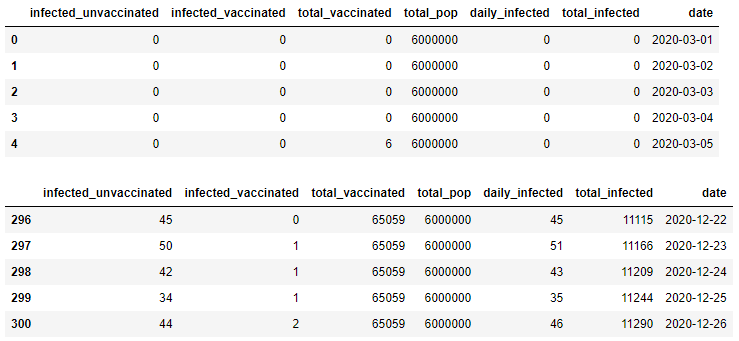 infected_unvaccinated infected_vaccinated total_vaccinated total_pop daily_infected total_infected date
0 0 0 0 6000000 0 0 2020-03-01
1 0 0 0 6000000 0 0 2020-03-02
2 0 0 0 6000000 0 0 2020-03-03
3 0 0 0 6000000 0 0 2020-03-04
4 0 0 6 6000000 0 0 2020-03-05
infected_unvaccinated infected_vaccinated total_vaccinated total_pop daily_infected total_infected date
296 45 0 65059 6000000 45 11115 2020-12-22
297 50 1 65059 6000000 51 11166 2020-12-23
298 42 1 65059 6000000 43 11209 2020-12-24
299 34 1 65059 6000000 35 11244 2020-12-25
300 44 2 65059 6000000 46 11290 2020-12-26